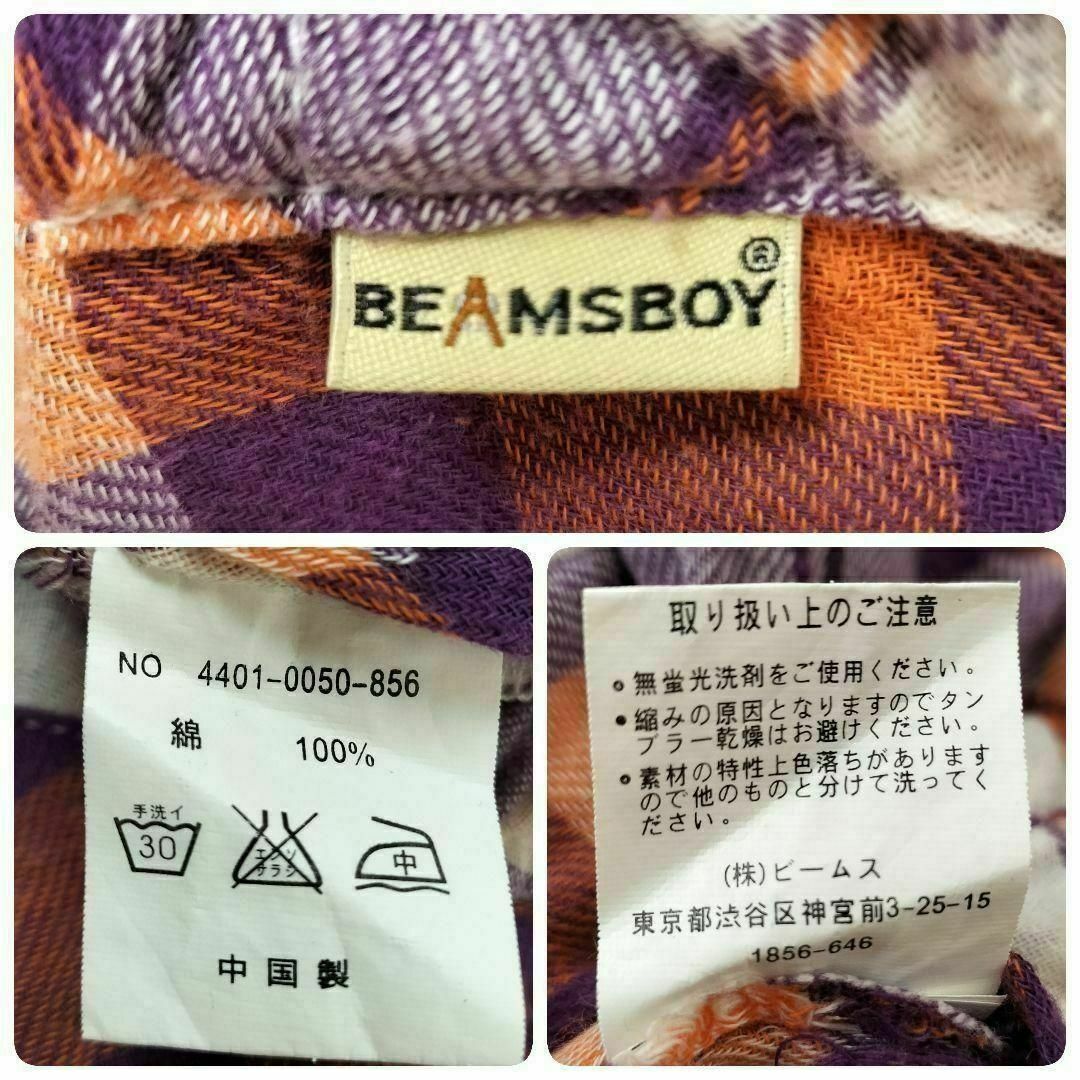 BEAMSBOY®
NO 4401-0050-856
綿 100%
手洗イ
30
エンソ
サラシ
中
中国製
取り扱い上のご注意
• 無蛍光洗剤をご使用ください。
• 縮みの原因となりますのでタン
ブラー乾燥はお避けください。
• 素材の特性上色落ちがあります
ので他のものと分けて洗ってく
ださい。
(株)ビームス
東京都渋谷区神宮前3-25-15
1856-646